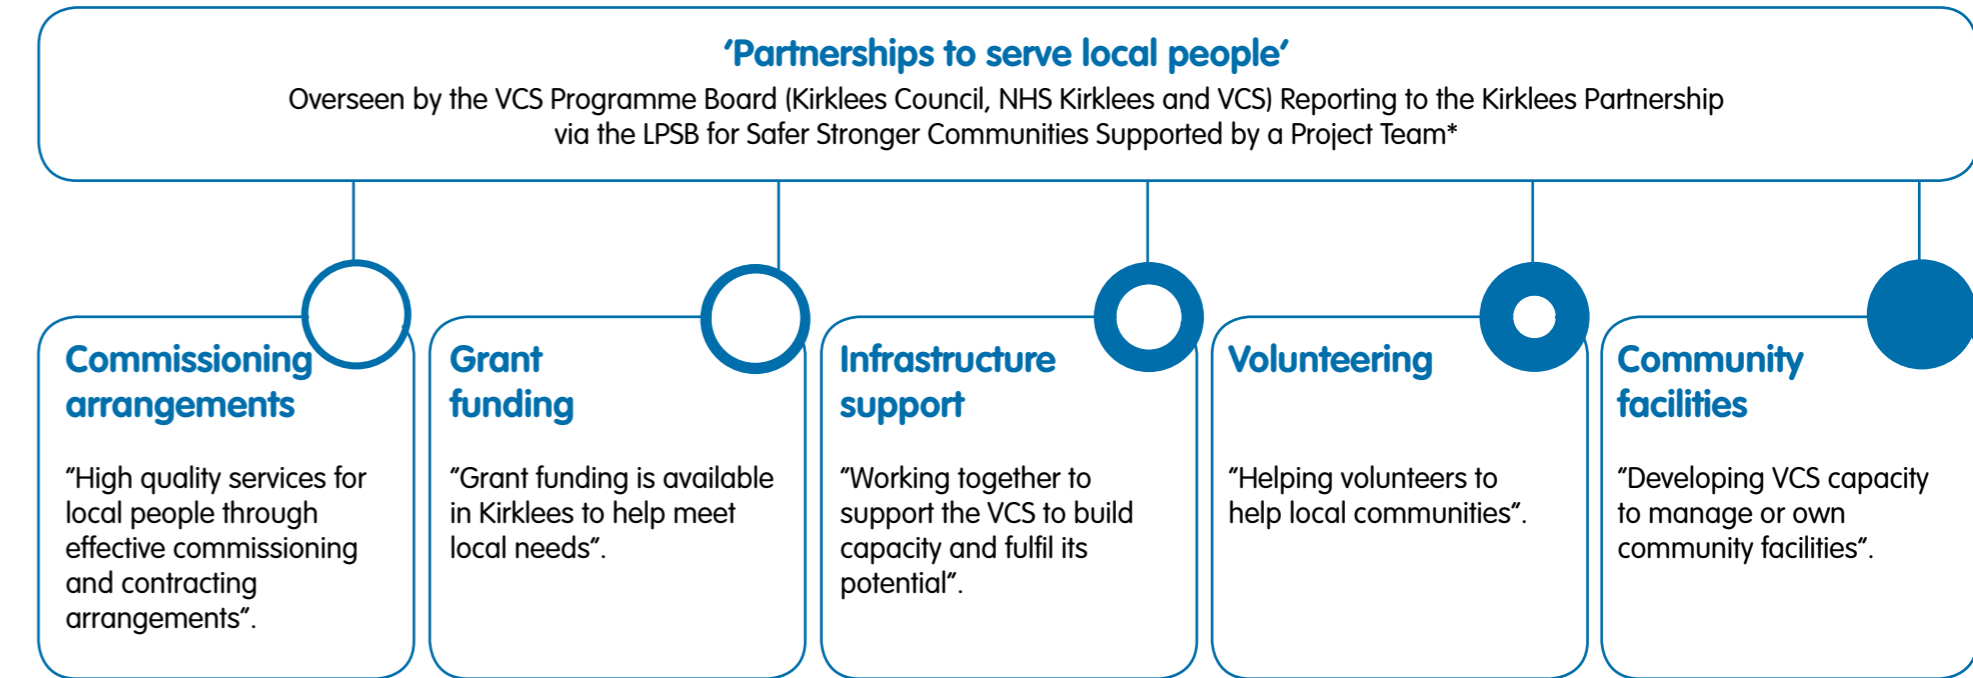 ‘Partnerships to serve local people’
Overseen by the VCS Programme Board (Kirklees Council, NHS Kirklees and VCS) Reporting to the Kirklees Partnership
via the LPSB for Safer Stronger Communities Supported by a Project Team*
Commissioning
arrangements
“High quality services for
local people through
effective commissioning
and contracting
arrangements”.
Grant
funding
“Grant funding is available
in Kirklees to help meet
local needs”.
Infrastructure
support
“Working together to
support the VCS to build
capacity and fulfil its
potential”.
Volunteering
“Helping volunteers to
help local communities”.
Community
facilities
“Developing VCS capacity
to manage or own
community facilities”.